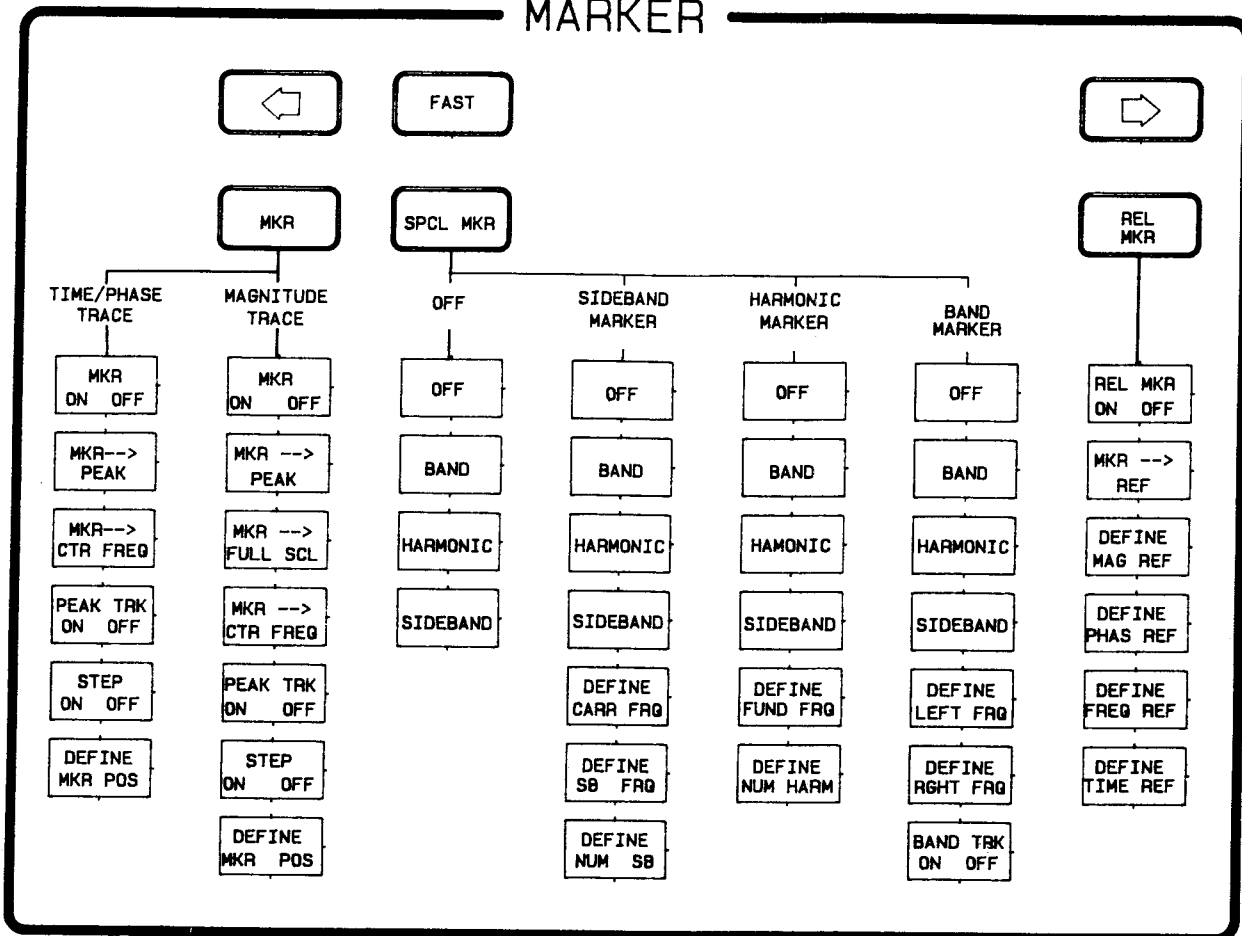 MARKER
FAST
MKR
SPCL MKR
REL
MKR
TIME/PHASE
TRACE
MKR
ON OFF
MKR-->
PEAK
MKR-->
CTR FREQ
PEAK TRK
ON OFF
STEP
ON OFF
DEFINE
MKR POS
MAGNITUDE
TRACE
MKR
ON OFF
MKR -->
PEAK
MKR -->
FULL SCL
MKR -->
CTR FREQ
PEAK TRK
ON OFF
STEP
ON OFF
DEFINE
MKR POS
OFF
OFF
BAND
HARMONIC
SIDEBAND
SIDEBAND
MARKER
OFF
BAND
HARMONIC
SIDEBAND
DEFINE
CARR FRQ
DEFINE
SB FRQ
DEFINE
NUM SB
HARMONIC
MARKER
OFF
BAND
HAMONIC
SIDEBAND
DEFINE
FUND FRQ
DEFINE
NUM HARM
BAND
MARKER
OFF
BAND
HARMONIC
SIDEBAND
DEFINE
LEFT FRQ
DEFINE
RGHT FRQ
BAND TRK
ON OFF
REL MKR
ON OFF
MKR -->
REF
DEFINE
MAG REF
DEFINE
PHAS REF
DEFINE
FREQ REF
DEFINE
TIME REF